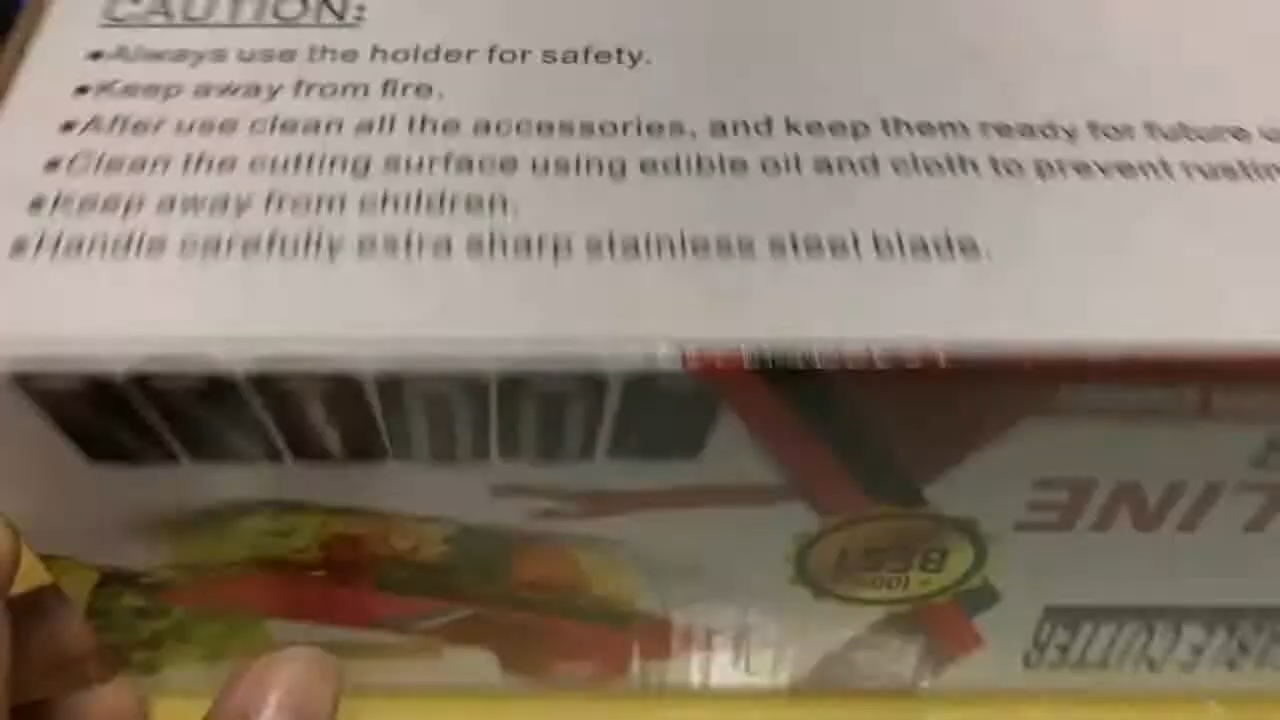 CAUTION:
•Always use the holder for safety.
•Keep away from fire.
•After use clean all the accessories, and keep them ready for future
•Clean the cutting surface using edible oil and cloth to prevent
•Keep away from children.
•Handle carefully extra sharp stainless steel blade.
LINE
BEST
100%
CUTTER